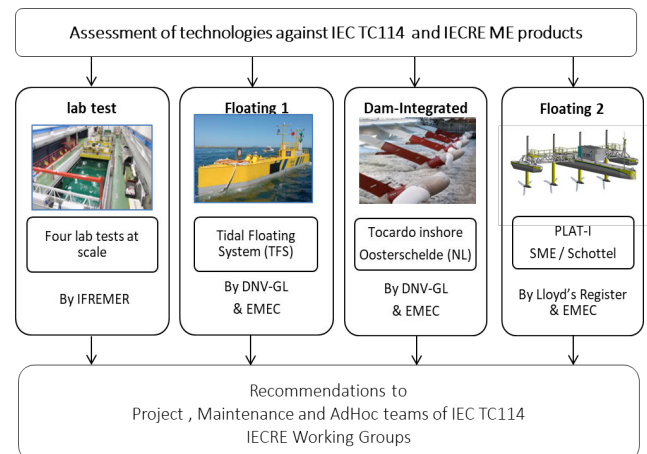 Assessment of technologies against IEC TC114 and IECRE ME products
lab test
Four lab tests at
scale
By IFREMER
Floating 1
Tidal Floating
System (TFS)
By DNV-GL
& EMEC
Dam-Integrated
Tocardo inshore
Oosterschelde (NL)
By DNV-GL
& EMEC
Floating 2
PLAT-I
SME / Schottel
By Lloyd's Register
& EMEC
Recommendations to
Project , Maintenance and AdHoc teams of IEC TC114
IECRE Working Groups